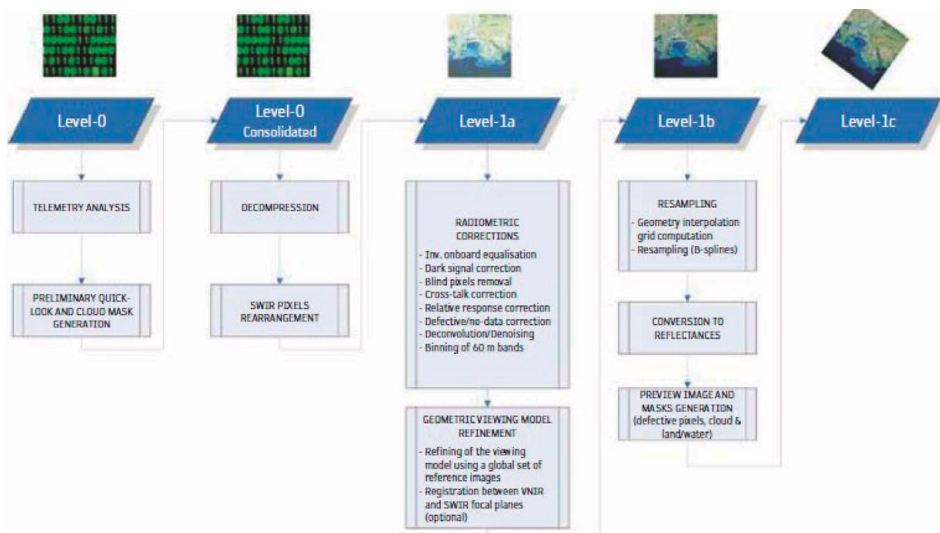 Level-0
Level-0
Consolidated
Level-1a
Level-1b
Level-1c
TELEMETRY ANALYSIS
PRELIMINARY QUICK-
LOOK AND CLOUD MASK
GENERATION
DECOMPRESSION
SWIR PIXELS
REARRANGEMENT
RADIOMETRIC
CORRECTIONS
- Inv. onboard equalisation
- Dark signal correction
- Blind pixels removal
- Cross-talk correction
- Relative response correction
- Defective/no-data correction
- Deconvolution/Denoising
- Binning of 60 m bands
GEOMETRIC VIEWING MODEL
REFINEMENT
- Refining of the viewing
model using a global set of
reference images
- Registration between VNIR
and SWIR focal planes
(optional)
RESAMPLING
- Geometry interpolation
grid computation
- Resampling (B-splines)
CONVERSION TO
REFLECTANCES
PREVIEW IMAGE AND
MASKS GENERATION
(defective pixels, cloud &
land/water)